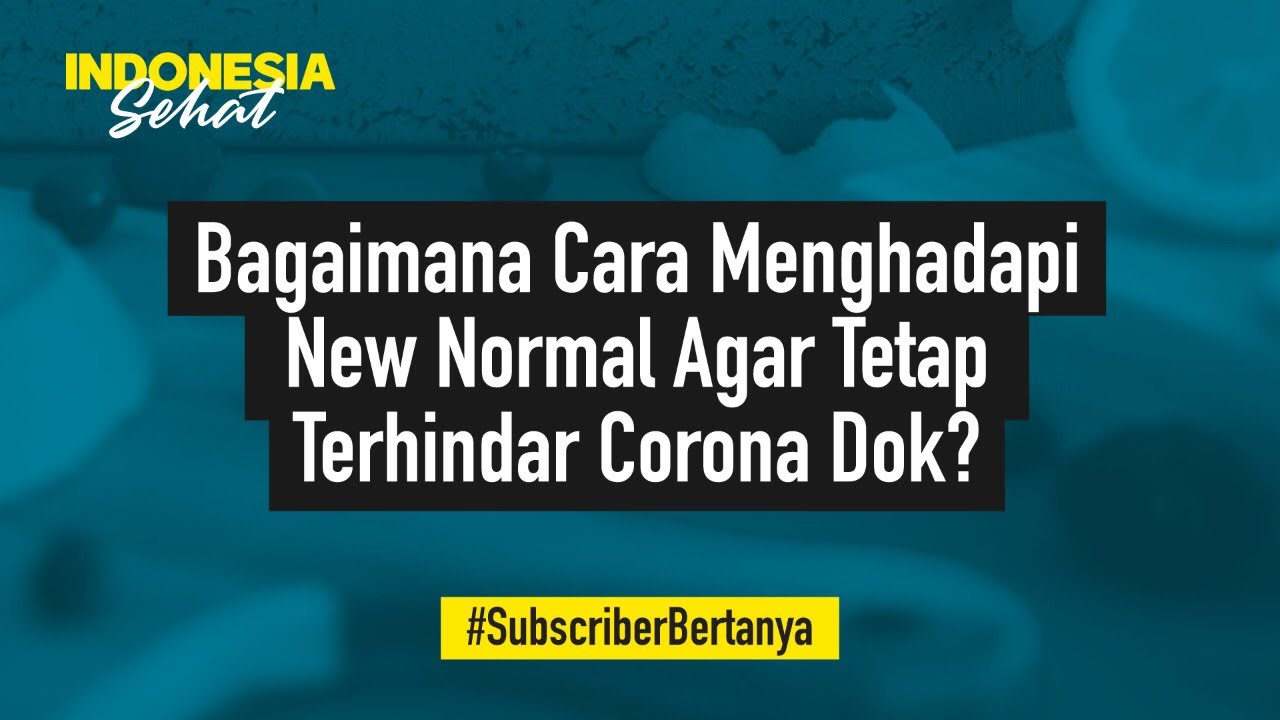 INDONESIA
Sehat
Bagaimana Cara Menghadapi
New Normal Agar Tetap
Terhindar Corona Dok?
#SubscriberBertanya